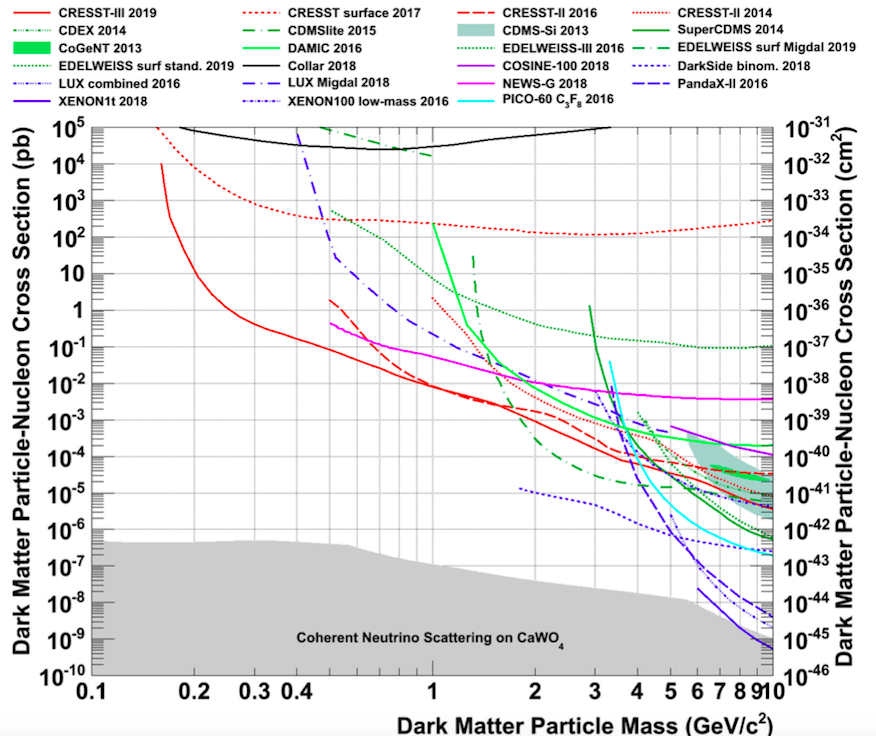 CRESST-III 2019 CRESST surface 2017 CRESST-II 2016 CRESST-II 2014
CDEX 2014 CDMSlite 2015 CDMS-Si 2013 SuperCDMS 2014
CoGeNT 2013 DAMIC 2016 EDELWEISS-III 2016 EDELWEISS surf Migdal 2019
EDELWEISS surf stand. 2019 Collar 2018 COSINE-100 2018 DarkSide binom. 2018
LUX combined 2016 LUX Migdal 2018 NEWS-G 2018 PandaX-II 2016
XENON1t 2018 XENON100 low-mass 2016 PICO-60 C₃F₈ 2016
Dark Matter Particle-Nucleon Cross Section (pb)
10⁵
10⁴
10³
10²
10
1
10⁻¹
10⁻²
10⁻³
10⁻⁴
10⁻⁵
10⁻⁶
10⁻⁷
10⁻⁸
10⁻⁹
10⁻¹⁰
Coherent Neutrino Scattering on CaWO₄
10⁻³¹
10⁻³²
10⁻³³
10⁻³⁴
10⁻³⁵
10⁻³⁶
10⁻³⁷
10⁻³⁸
10⁻³⁹
10⁻⁴⁰
10⁻⁴¹
10⁻⁴²
10⁻⁴³
10⁻⁴⁴
10⁻⁴⁵
10⁻⁴⁶
Dark Matter Particle-Nucleon Cross Section (cm²)
0.1 0.2 0.3 0.4 1 2 3 4 5 6 7 8 9 10
Dark Matter Particle Mass (GeV/c²)